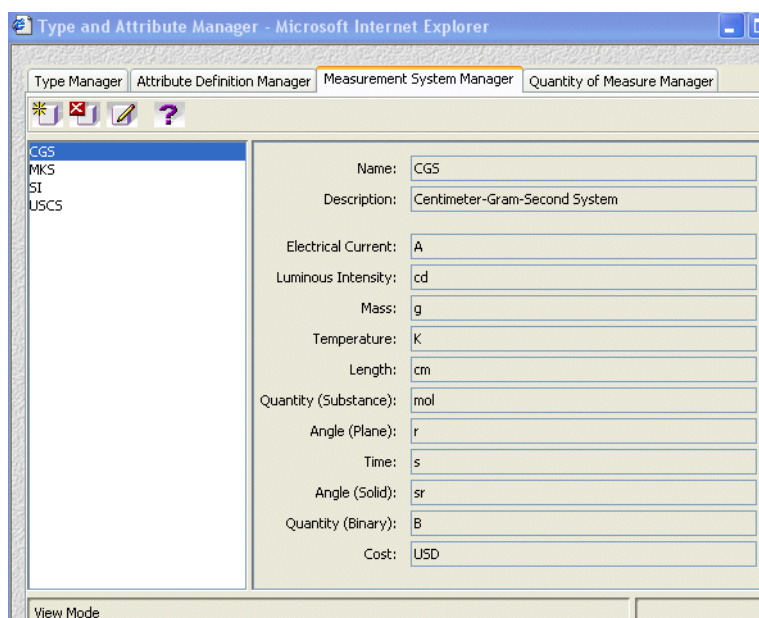 Type and Attribute Manager - Microsoft Internet Explorer
Type Manager Attribute Definition Manager Measurement System Manager Quantity of Measure Manager
?
CGS
MKS
SI
USCS
Name: CGS
Description: Centimeter-Gram-Second System
Electrical Current: A
Luminous Intensity: cd
Mass: g
Temperature: K
Length: cm
Quantity (Substance): mol
Angle (Plane): r
Time: s
Angle (Solid): sr
Quantity (Binary): B
Cost: USD
View Mode